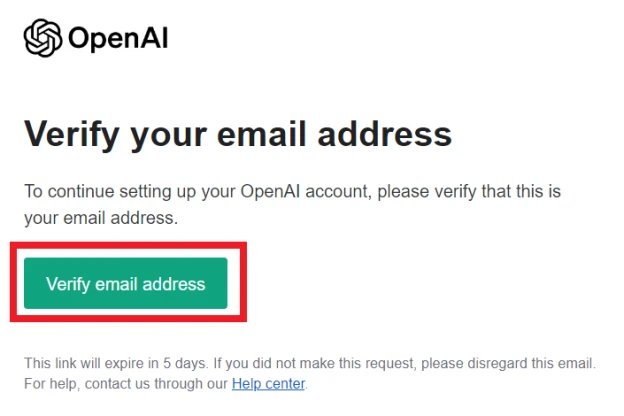 OpenAI
Verify your email address
To continue setting up your OpenAI account, please verify that this is
your email address.
Verify email address
This link will expire in 5 days. If you did not make this request, please disregard this email.
For help, contact us through our Help center.